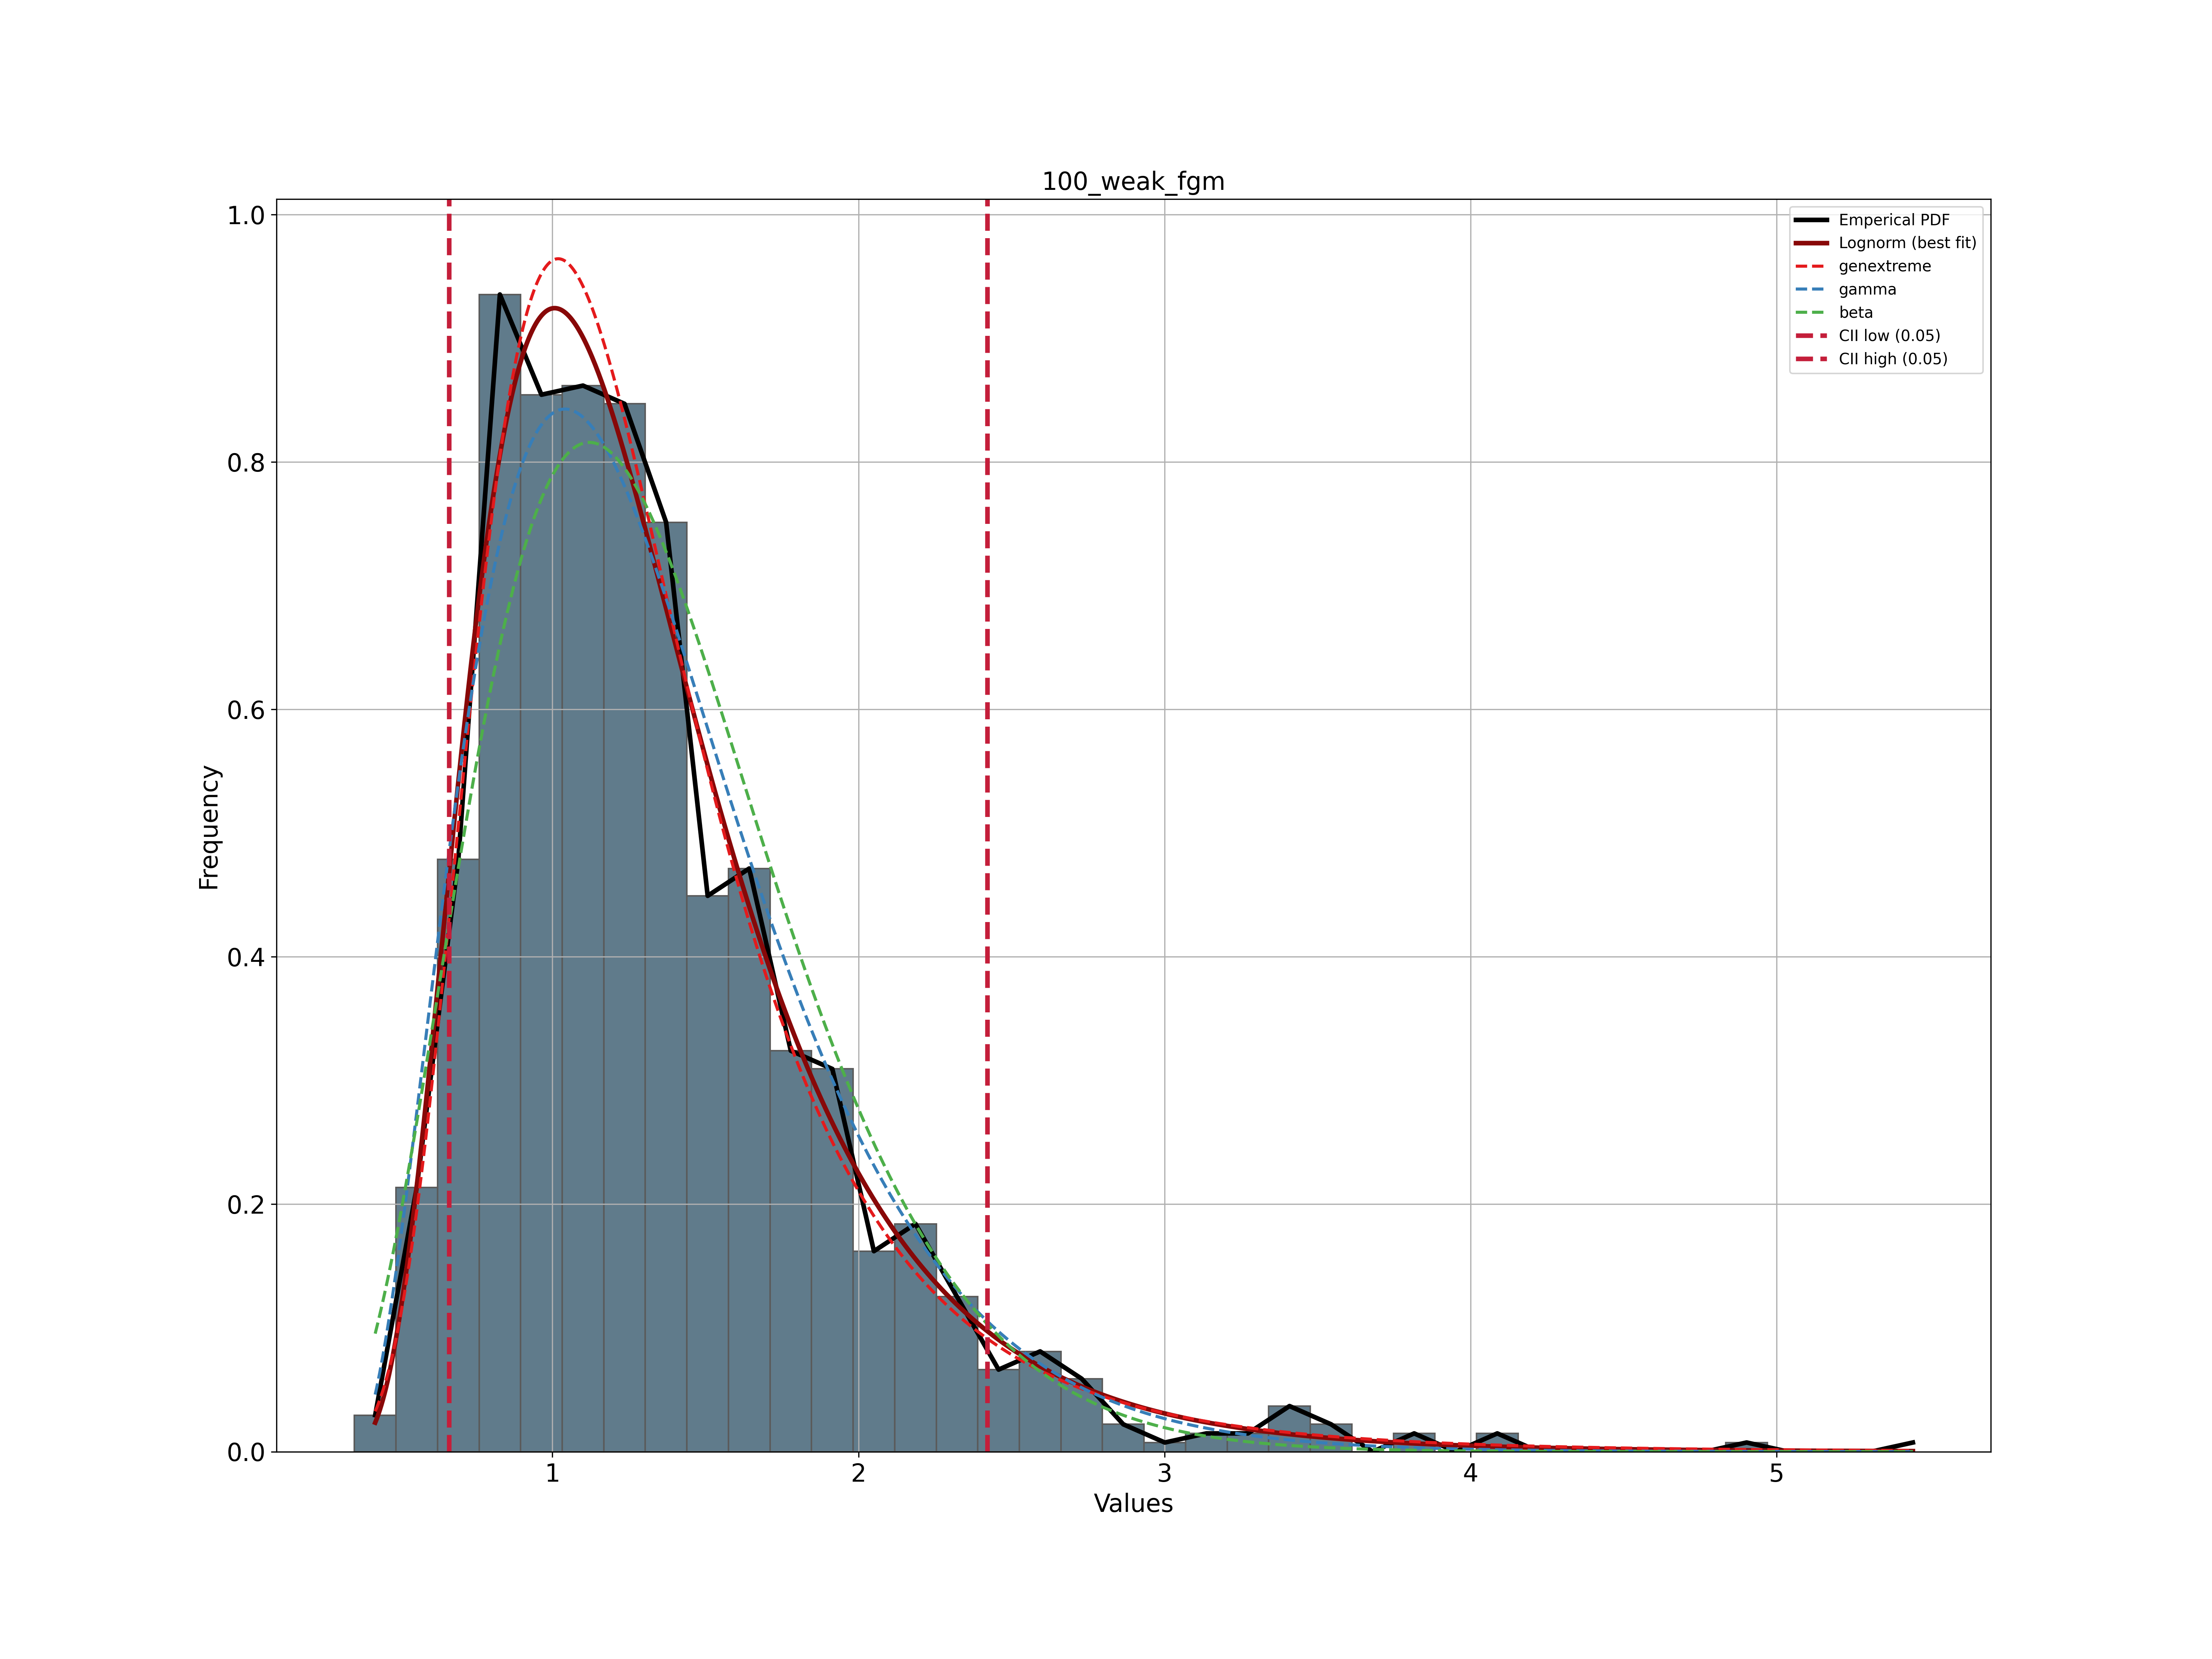 100_weak_fgm
1.0
0.8
0.6
0.4
0.2
0.0
Frequency
Emperical PDF
Lognorm (best fit)
genextreme
gamma
beta
CII low (0.05)
CII high (0.05)
1 2 3 4 5
Values